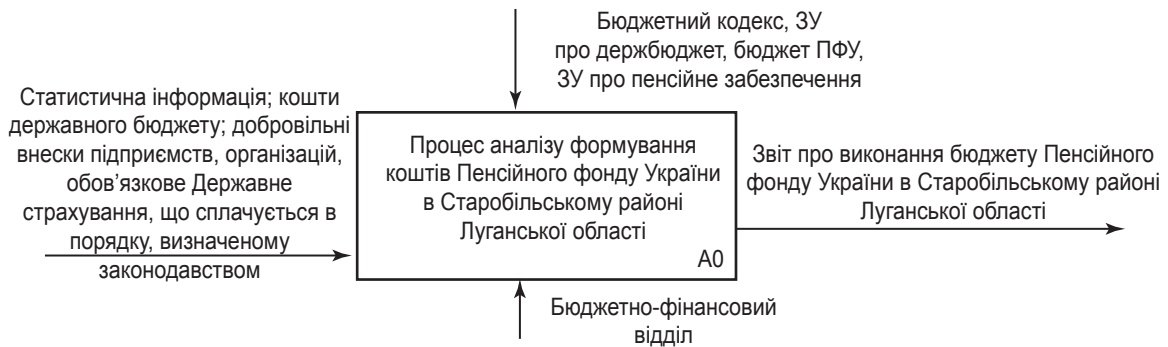 Бюджетний кодекс, ЗУ
про держбюджет, бюджет ПФУ,
ЗУ про пенсійне забезпечення
Статистична інформація; кошти
державного бюджету; добровільні
внески підприємств, організацій,
обов’язкове Державне
страхування, що сплачується в
порядку, визначеному
законодавством
Процес аналізу формування
коштів Пенсійного фонду України
в Старобільському районі
Луганської області
А0
Звіт про виконання бюджету Пенсійного
фонду України в Старобільському районі
Луганської області
Бюджетно-фінансовий
відділ